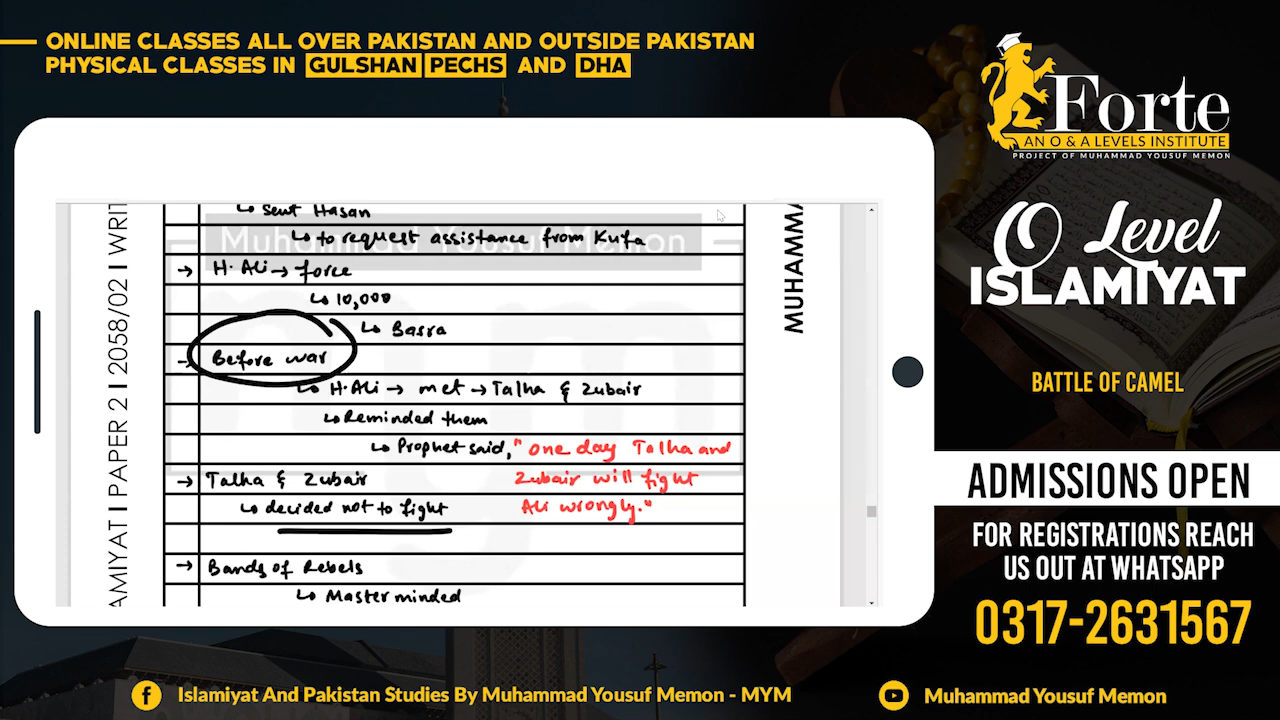 ONLINE CLASSES ALL OVER PAKISTAN AND OUTSIDE PAKISTAN
PHYSICAL CLASSES IN GULSHAN PECHS AND DHA
Forte
AN O & A LEVELS INSTITUTE
PROJECT OF MUHAMMAD YOUSUF MEMON
O Level
ISLAMIYAT
BATTLE OF CAMEL
ADMISSIONS OPEN
FOR REGISTRATIONS REACH
US OUT AT WHATSAPP
0317-2631567
AMIYAT I PAPER 2 I 2058/02 I WRIT
MUHAMMA
Muhammad Yousuf Memon
↳ Sent Hasan
↳ to request assistance from Kufa
→ H. Ali → force
↳ 10,000
↳ Basra
→ Before war
↳ H. Ali → met → Talha & Zubair
↳ Reminded them
↳ Prophet said, "One day Talha and
Zubair will fight
Ali wrongly."
→ Talha & Zubair
↳ decided not to fight
→ Bands of Rebels
↳ Master minded
Islamiyat And Pakistan Studies By Muhammad Yousuf Memon - MYM
Muhammad Yousuf Memon